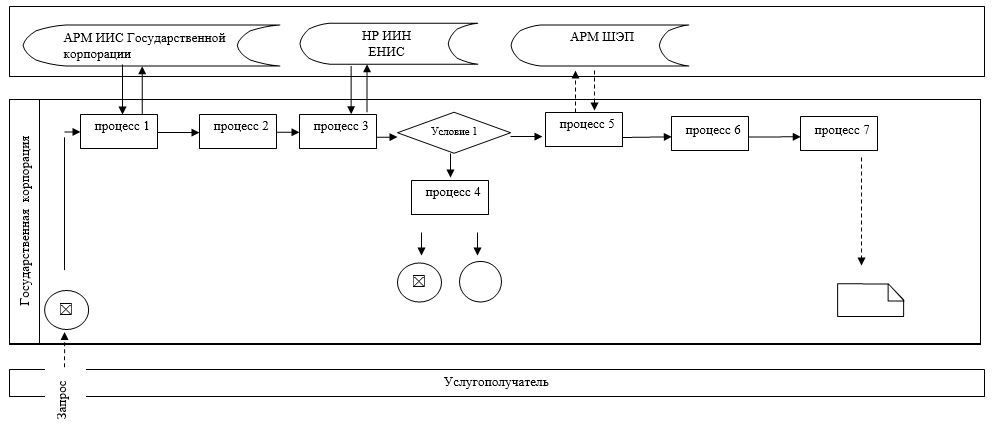 АРМ ИИС Государственной
корпорации
НР ИИН
ЕНИС
АРМ ШЭП
Государственная корпорация
процесс 1
процесс 2
процесс 3
Условие 1
процесс 5
процесс 6
процесс 7
процесс 4
Услугополучатель
Запрос